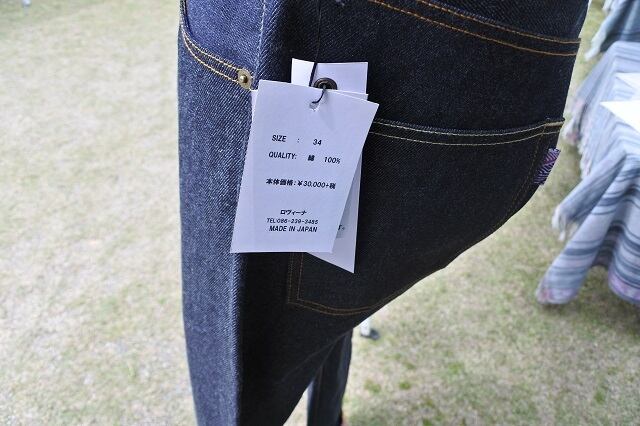 SIZE : 34
QUALITY: 綿 100%
本体価格:¥30,000+税
ロヴィーナ
TEL:086-239-3485
MADE IN JAPAN